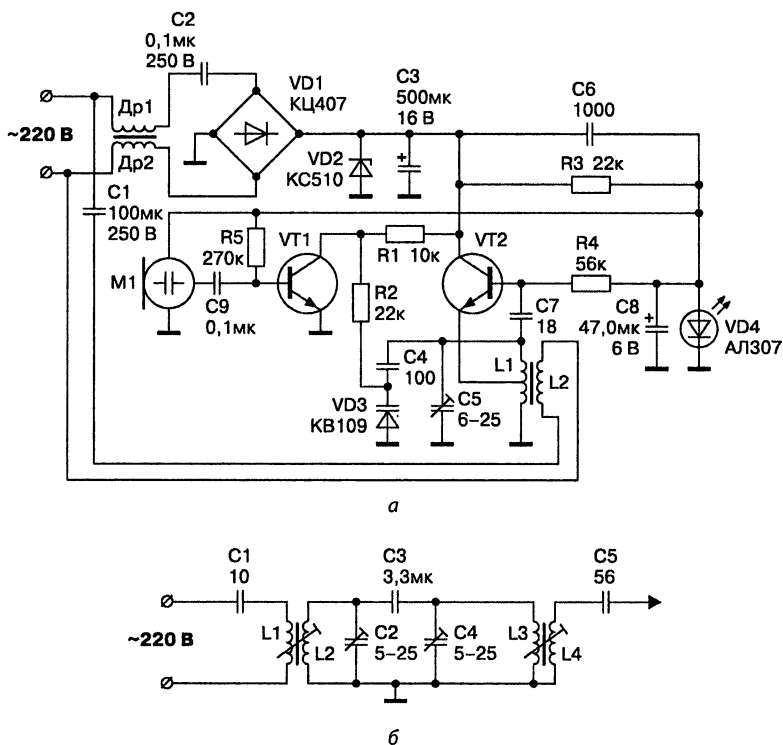 C2
0,1мк
250 В
Др1
~220 В
Др2
VD1
КЦ407
C3
500мк
16 В
+
C6
1000
VD2
КС510
R3 22к
C1
100мк
250 В
R5
270к
VT1
R1 10к
VT2
R4
56к
М1
C9
0,1мк
R2
22к
C7
18
C8
47,0мк
6 В
+
VD4
АЛ307
C4
100
C5
6–25
L1
L2
VD3
КВ109
а
C1
10
C3
3,3мк
C5
56
~220 В
L1
L2
C2
5–25
C4
5–25
L3
L4
б